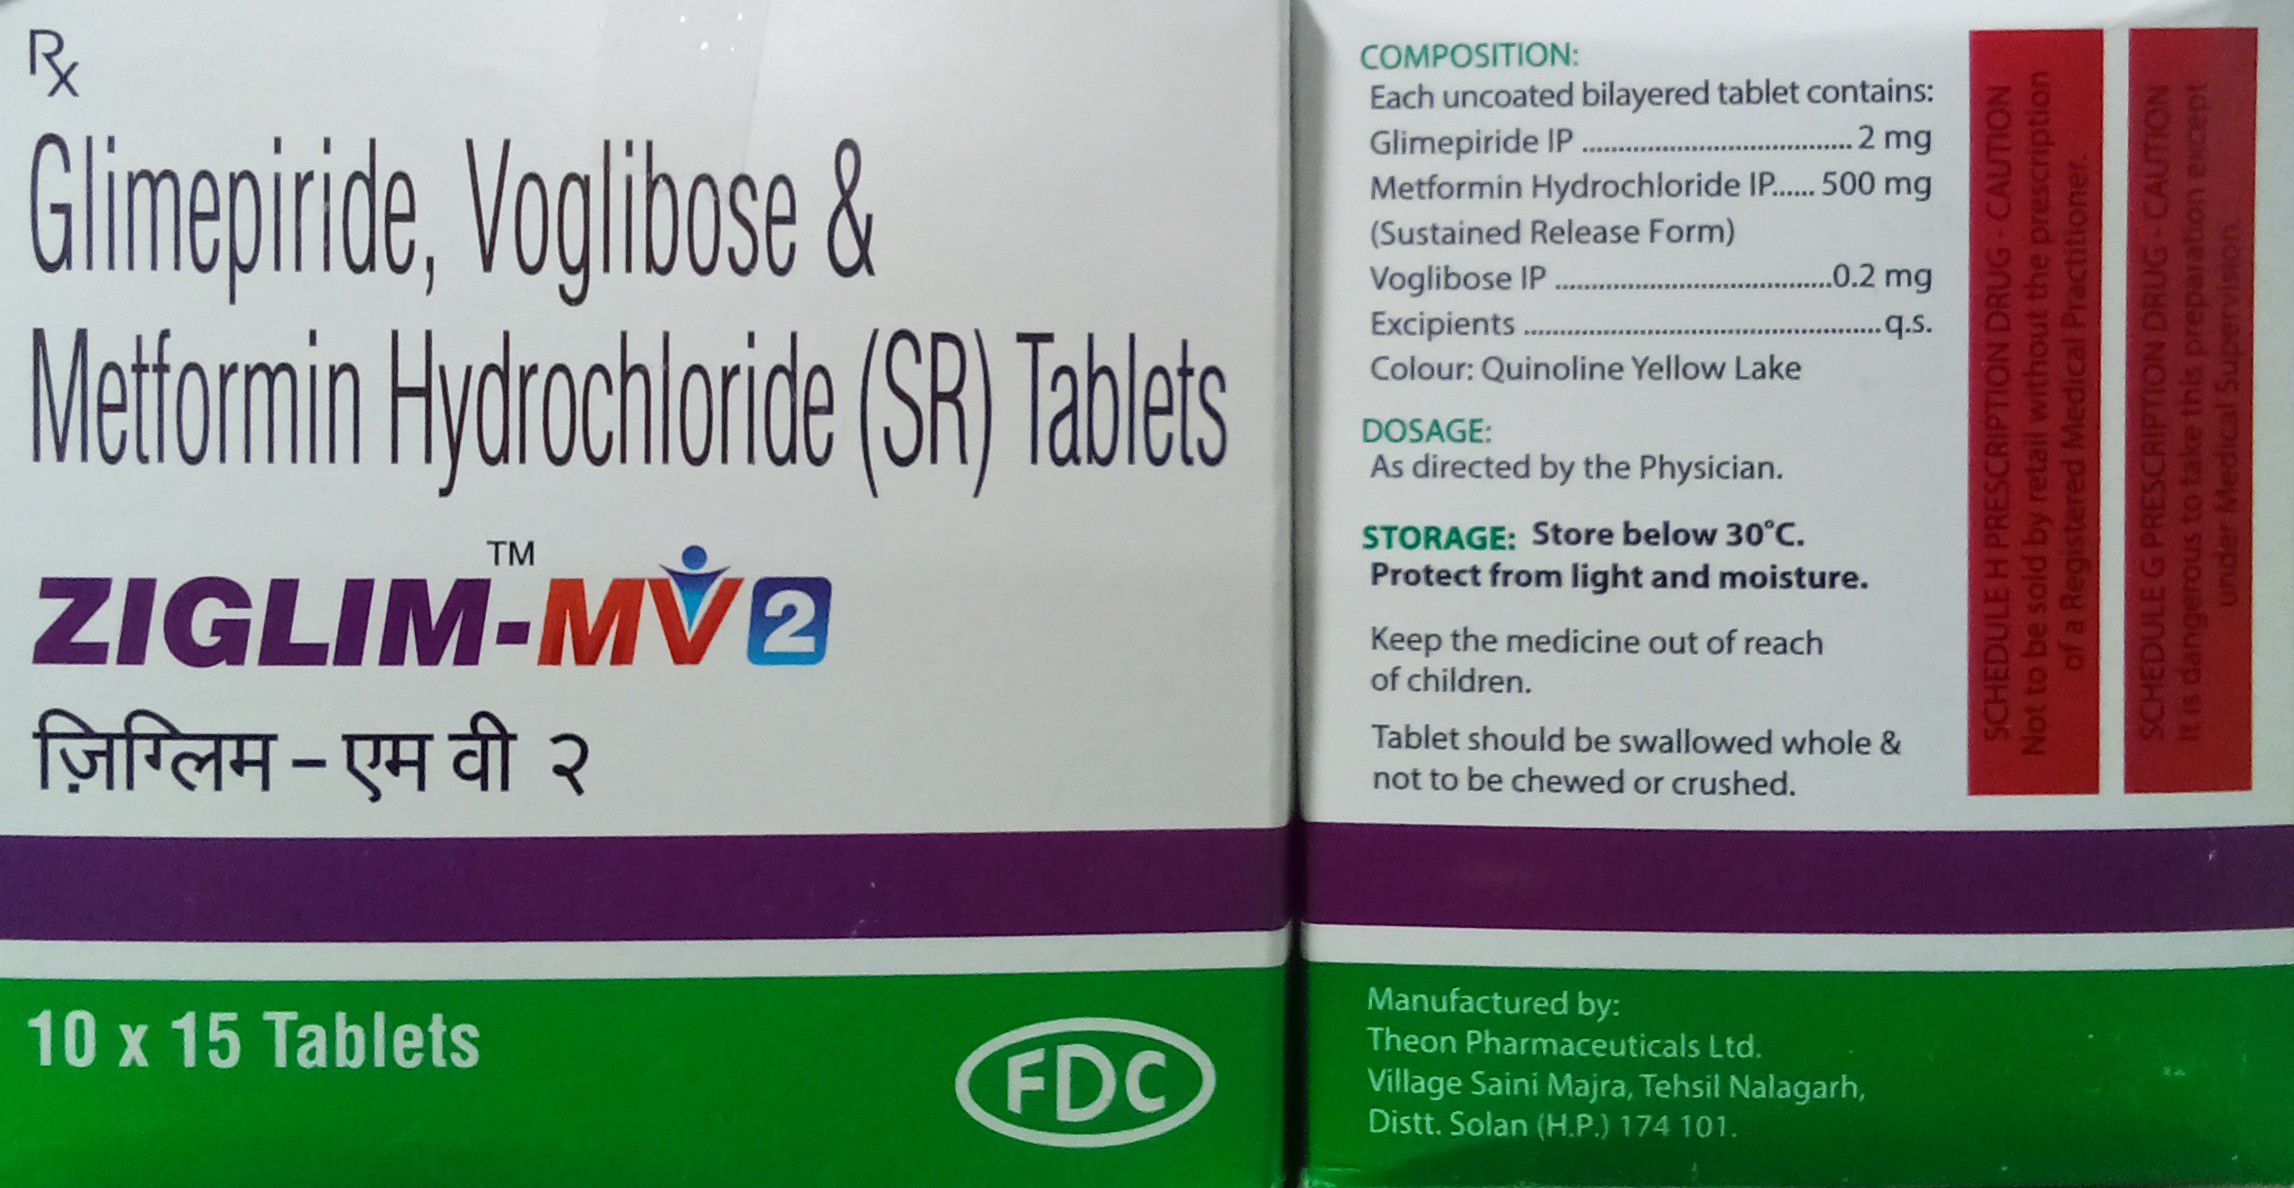 Rx
Glimepiride, Voglibose &
Metformin Hydrochloride (SR) Tablets
ZIGLIM™-MV 2
ज़िग्लिम - एम वी २
10 x 15 Tablets
FDC
COMPOSITION:
Each uncoated bilayered tablet contains:
Glimepiride IP ..................................... 2 mg
Metformin Hydrochloride IP...... 500 mg
(Sustained Release Form)
Voglibose IP ......................................0.2 mg
Excipients .................................................q.s.
Colour: Quinoline Yellow Lake
DOSAGE:
As directed by the Physician.
STORAGE: Store below 30°C.
Protect from light and moisture.
Keep the medicine out of reach
of children.
Tablet should be swallowed whole &
not to be chewed or crushed.
SCHEDULE H PRESCRIPTION DRUG - CAUTION
Not to be sold by retail without the prescription
of a Registered Medical Practitioner.
SCHEDULE G PRESCRIPTION DRUG - CAUTION
It is dangerous to take this preparation except
under Medical Supervision.
Manufactured by:
Theon Pharmaceuticals Ltd.
Village Saini Majra, Tehsil Nalagarh,
Distt. Solan (H.P.) 174 101.